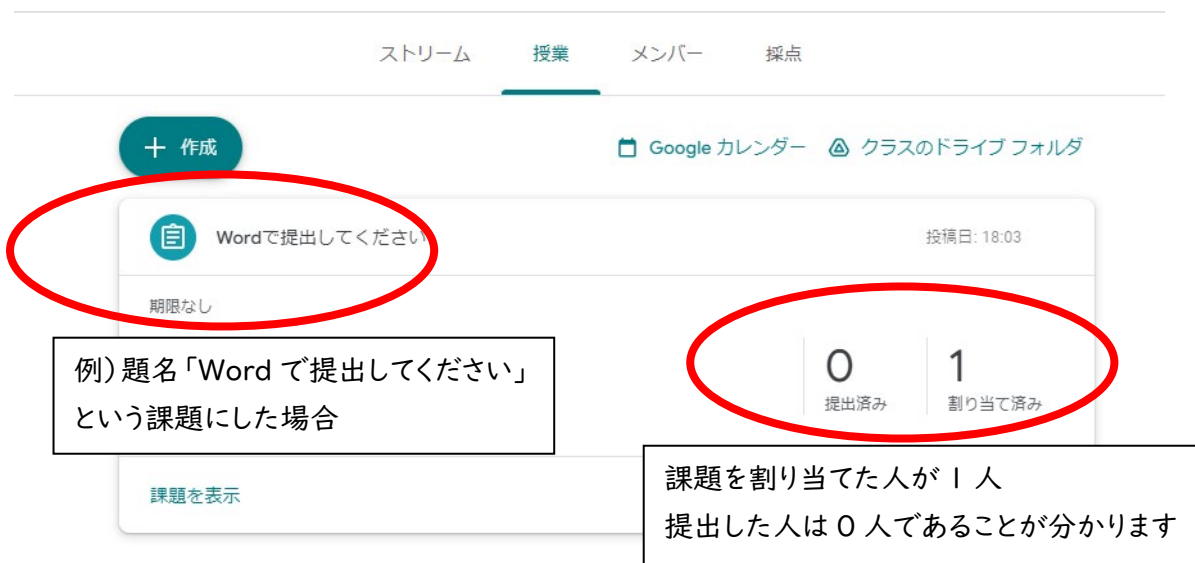 ストリーム 授業 メンバー 採点
+ 作成 Google カレンダー クラスのドライブ フォルダ
Wordで提出してください 投稿日: 18:03
期限なし
例）題名「Word で提出してください」
という課題にした場合
0 1
提出済み 割り当て済み
課題を割り当てた人が 1 人
提出した人は 0 人であることが分かります
課題を表示